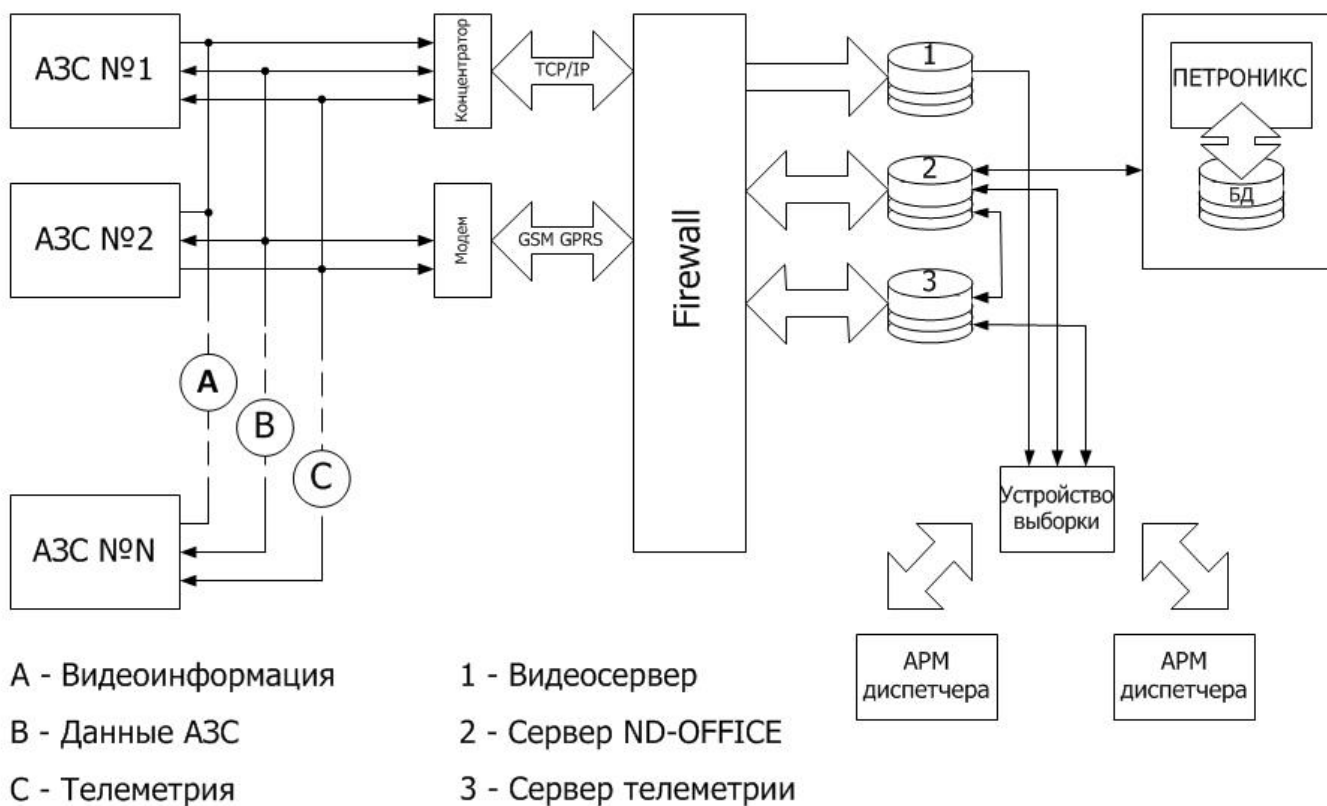 АЗС №1
Концентратор
TCP/IP
1
ПЕТРОНИКС
БД
АЗС №2
Модем
GSM GPRS
Firewall
2
3
A
B
C
АЗС №N
Устройство
выборки
АРМ
диспетчера
АРМ
диспетчера
A - Видеоинформация
B - Данные АЗС
C - Телеметрия
1 - Видеосервер
2 - Сервер ND-OFFICE
3 - Сервер телеметрии